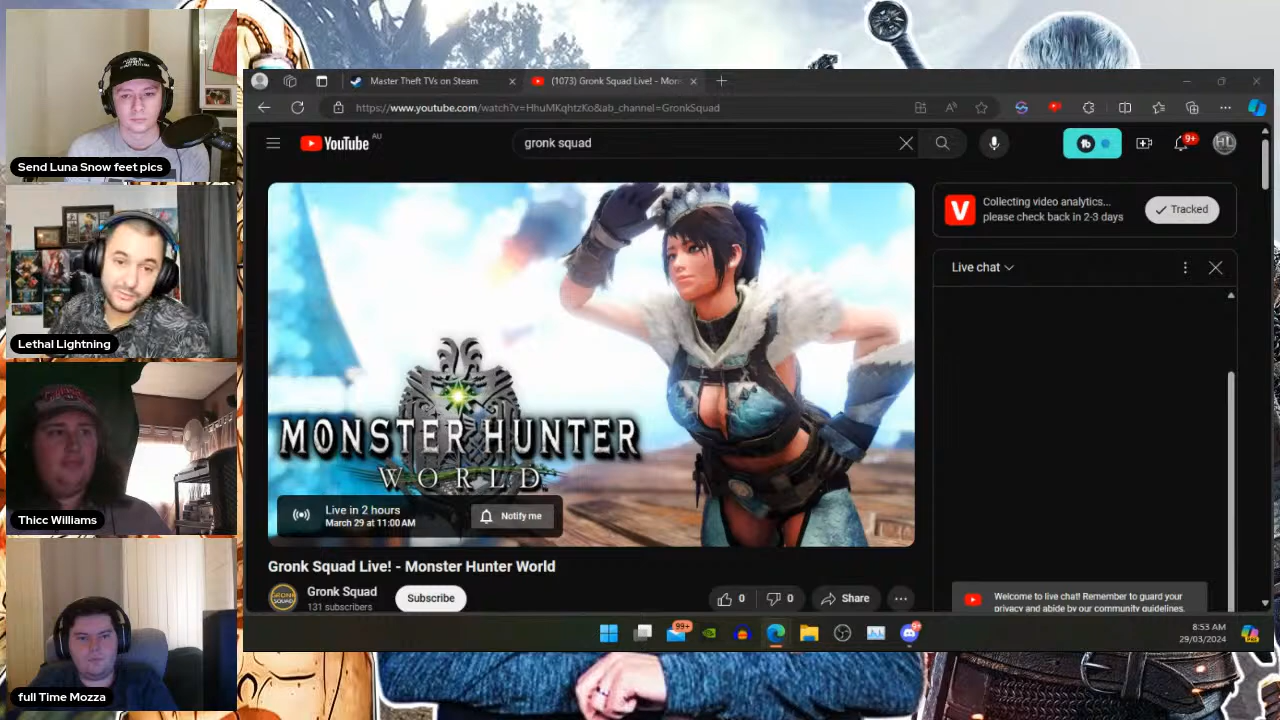 Send Luna Snow feet pics
Lethal Lightning
Thicc Williams
full Time Mozza
Master Theft TVs on Steam
(1073) Gronk Squad Live! - Mon
https://www.youtube.com/watch?v=HhuMKqhtzKo&ab_channel=GronkSquad
YouTube AU
gronk squad
9+
HL
MONSTER HUNTER
WORLD
Live in 2 hours
March 29 at 11:00 AM
Notify me
Collecting video analytics...
please check back in 2-3 days
Tracked
Live chat
Gronk Squad Live! - Monster Hunter World
Gronk Squad
131 subscribers
Subscribe
0
0
Share
Welcome to live chat! Remember to guard your
privacy and abide by our community guidelines.
99+
8:53 AM
29/03/2024